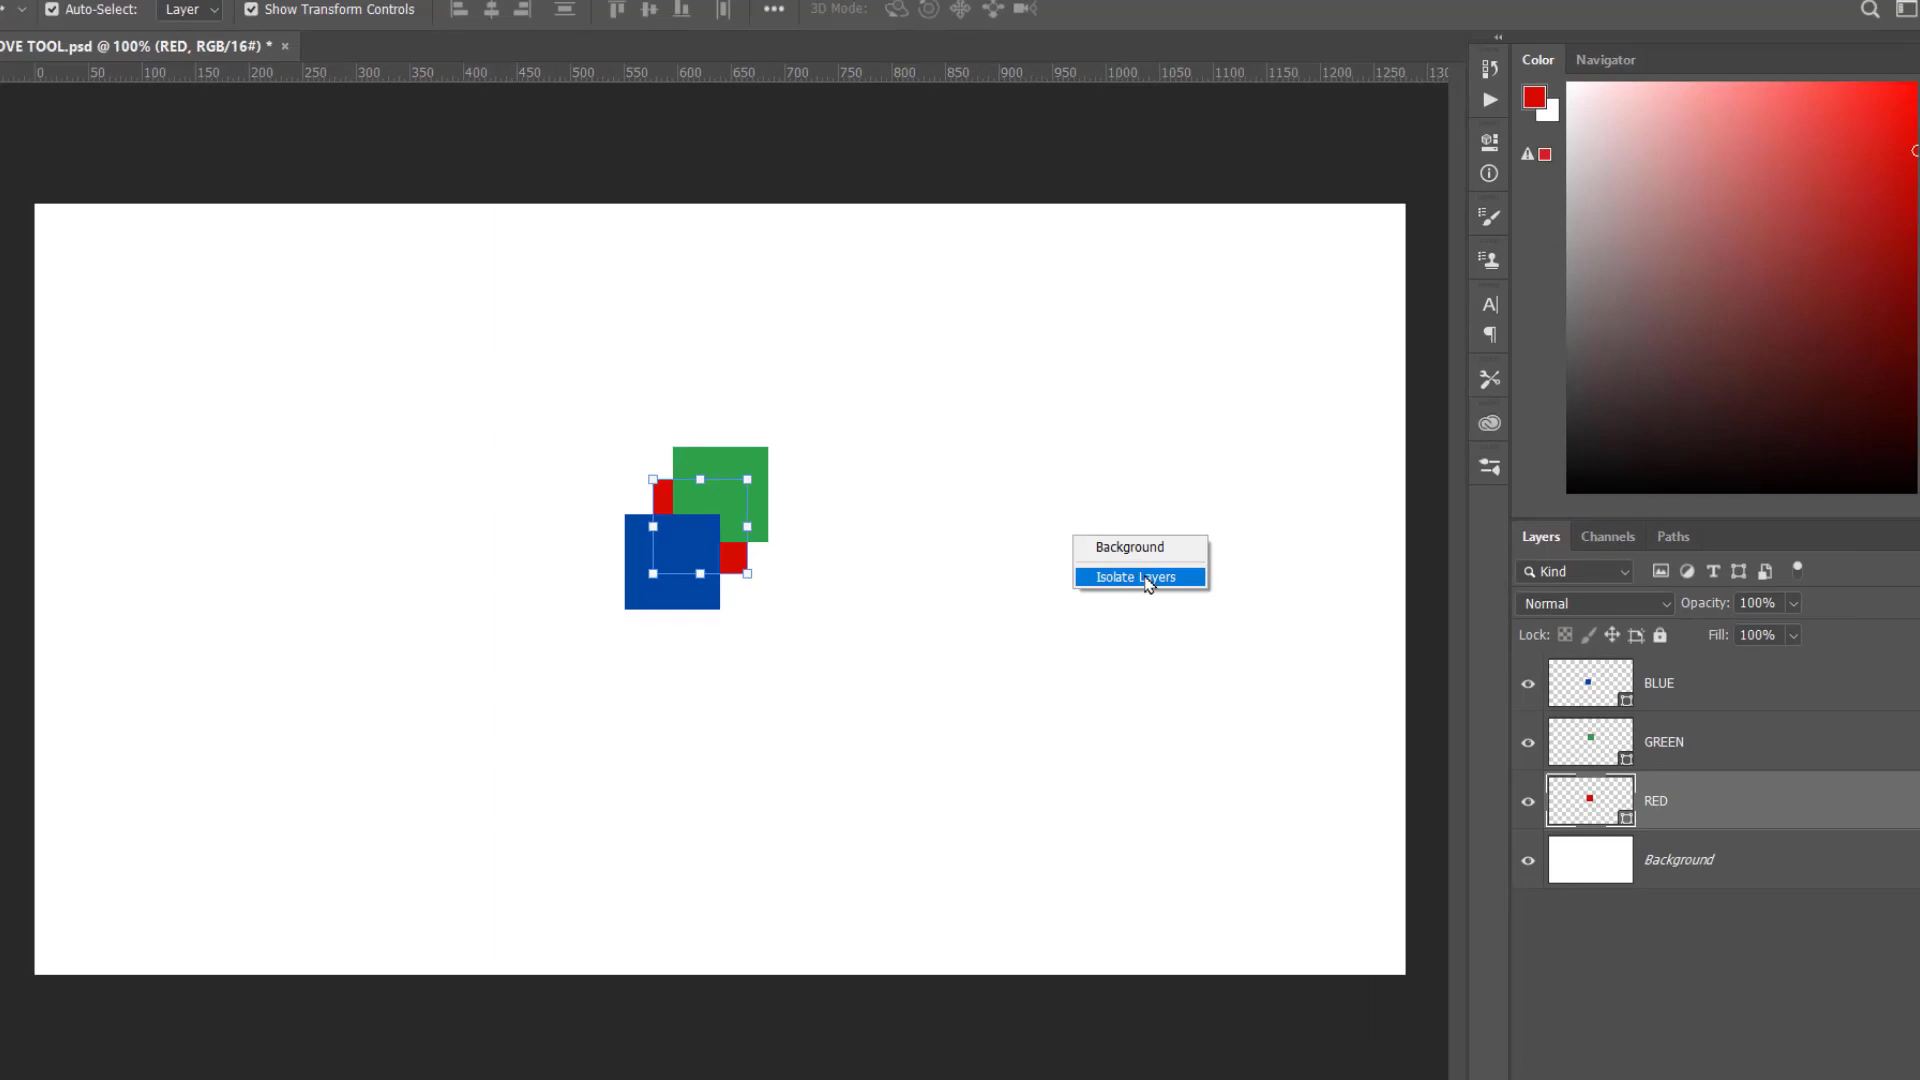 Auto-Select: Layer Show Transform Controls 3D Mode:
OVE TOOL.psd @ 100% (RED, RGB/16#) * ×
0 50 100 150 200 250 300 350 400 450 500 550 600 650 700 750 800 850 900 950 1000 1050 1100 1150 1200 1250 130
Color Navigator
Background
Isolate Layers
Layers Channels Paths
Kind
Normal Opacity: 100%
Lock: Fill: 100%
BLUE
GREEN
RED
Background